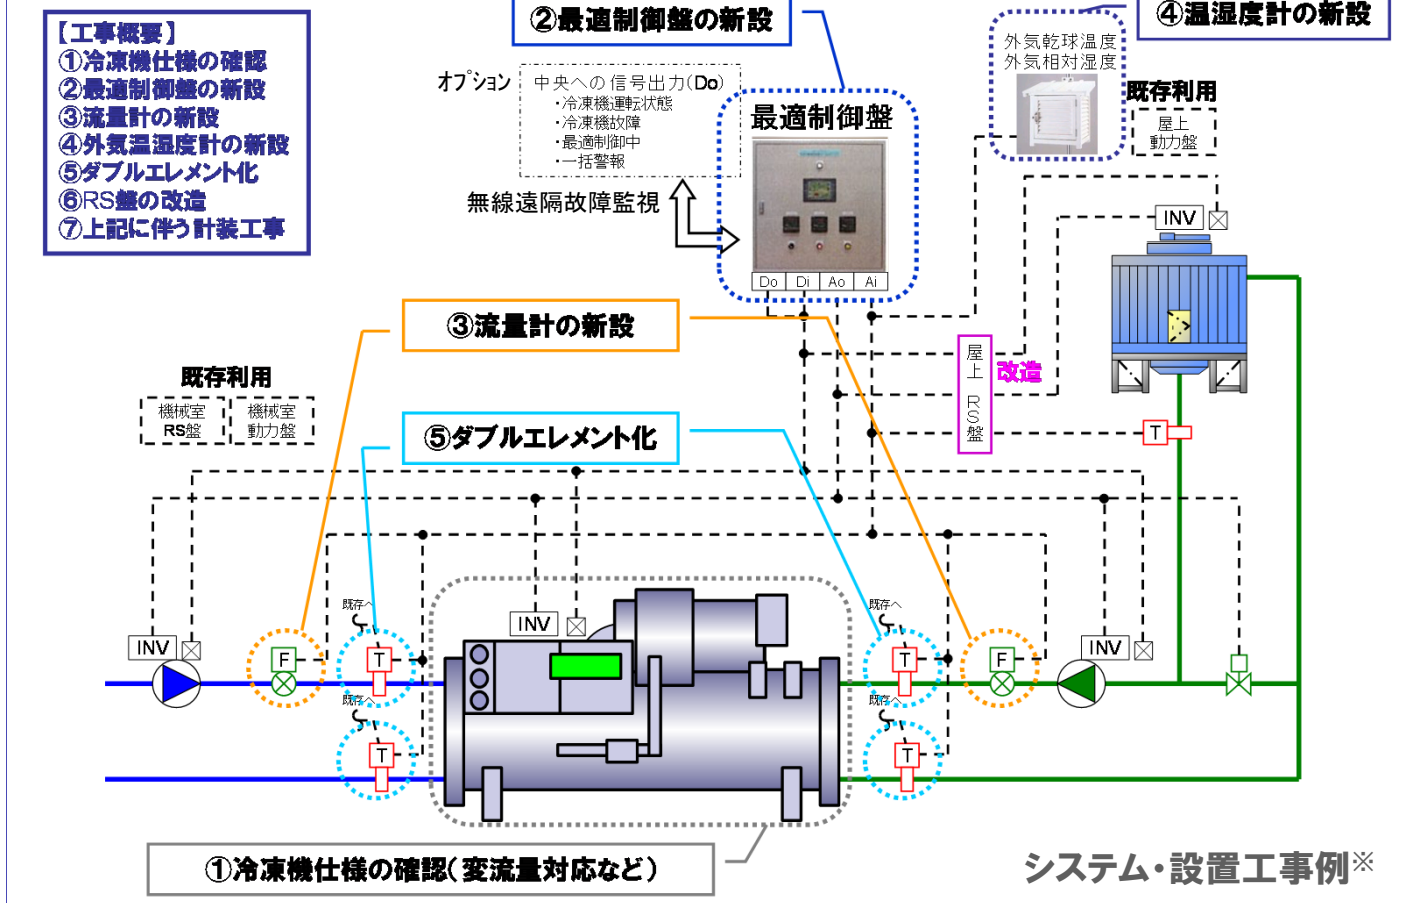 【工事概要】
①冷凍機仕様の確認
②最適制御盤の新設
③流量計の新設
④外気温湿度計の新設
⑤ダブルエレメント化
⑥RS盤の改造
⑦上記に伴う計装工事
②最適制御盤の新設
④温湿度計の新設
オプション
中央への信号出力(Do)
・冷凍機運転状態
・冷凍機故障
・最適制御中
・一括警報
無線遠隔故障監視
最適制御盤
Do Di Ao Ai
外気乾球温度
外気相対湿度
既存利用
屋上
動力盤
INV
③流量計の新設
屋上RS盤
改造
T
既存利用
機械室
RS盤
機械室
動力盤
⑤ダブルエレメント化
既存へ
既存へ
INV
INV
INV
F
T
T
F
既存へ
既存へ
T
T
①冷凍機仕様の確認(変流量対応など)
システム・設置工事例※